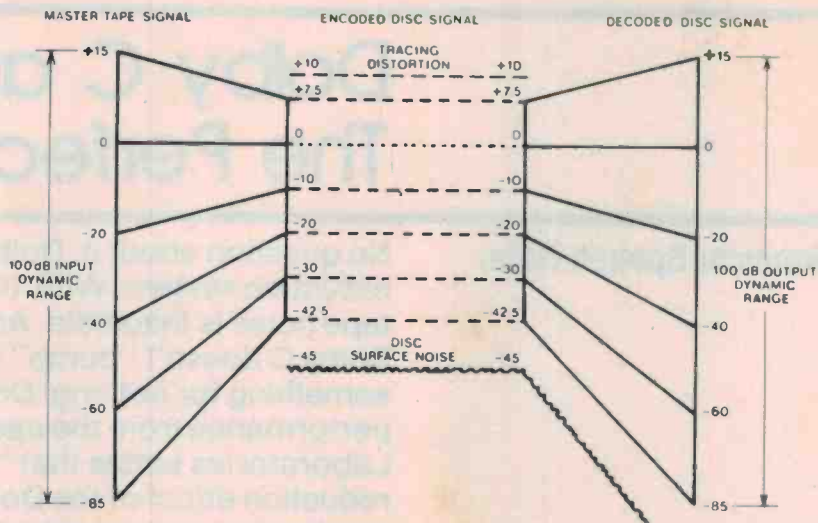 MASTER TAPE SIGNAL
ENCODED DISC SIGNAL
DECODED DISC SIGNAL
+15
TRACING
DISTORTION
+15
+10
+10
+7.5
+7.5
0
0
0
0
-10
-10
-20
-20
-20
-20
100 dB INPUT
DYNAMIC
RANGE
-30
-30
100 dB OUTPUT
DYNAMIC
RANGE
-40
-42.5
-42.5
-40
DISC
SURFACE NOISE
-45
-45
-60
-60
-85
-85